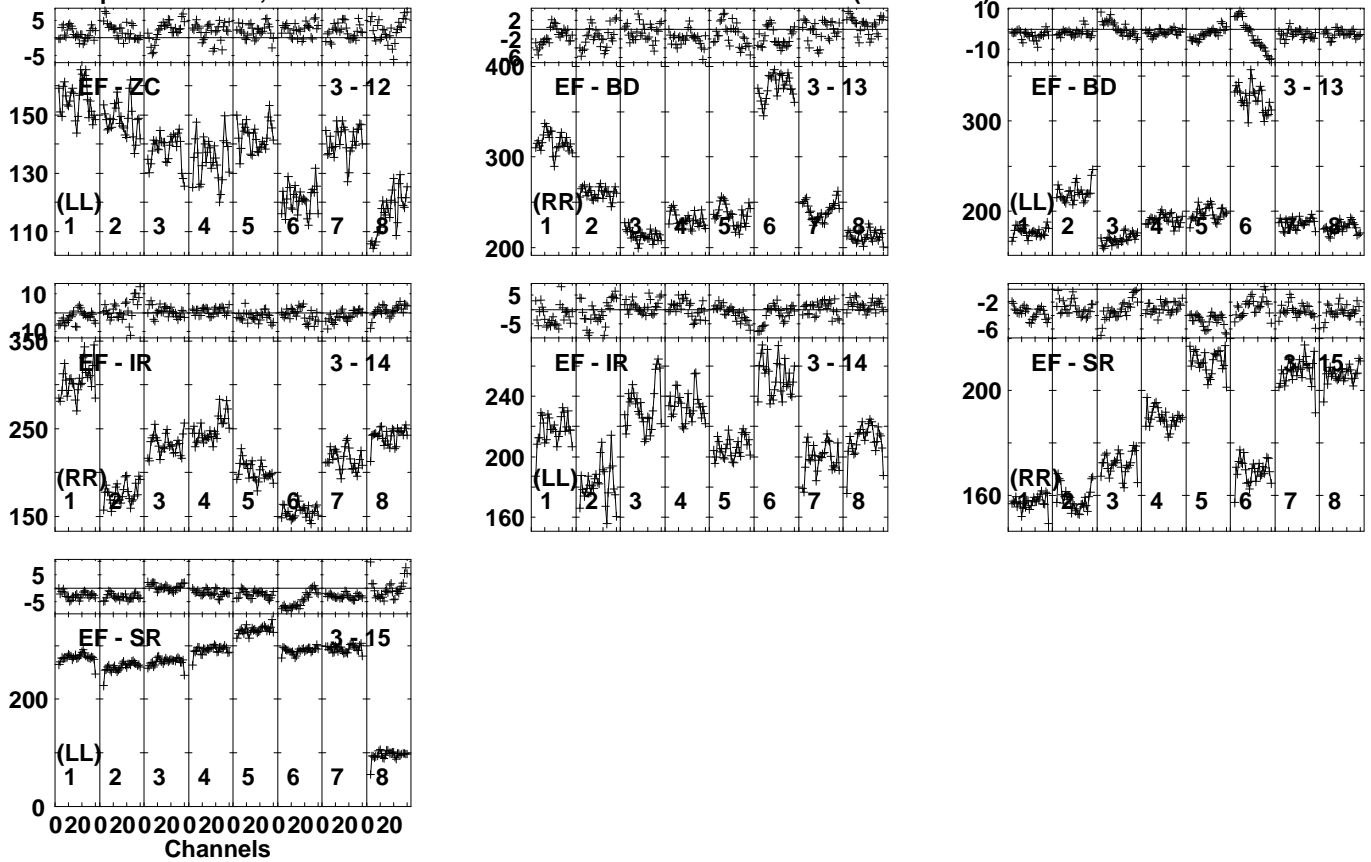 5
-5
EF - ZC 3 - 12
150
130
110
(LL)
1 2 3 4 5 6 7 8
2
-2
6
400
EF - BD 3 - 13
300
200
(RR)
1 2 3 4 5 6 7 8
10
-10
EF - BD 3 - 13
300
200
(LL)
1 2 3 4 5 6 7 8
10
-10
350
EF - IR 3 - 14
250
150
(RR)
1 2 3 4 5 6 7 8
5
-5
EF - IR 3 - 14
240
200
160
(LL)
1 2 3 4 5 6 7 8
-2
-6
EF - SR 3 - 15
200
160
(RR)
1 2 3 4 5 6 7 8
5
-5
EF - SR 3 - 15
200
0
(LL)
1 2 3 4 5 6 7 8
0 20 0 20 0 20 0 20 0 20 0 20 0 20 0 20
Channels